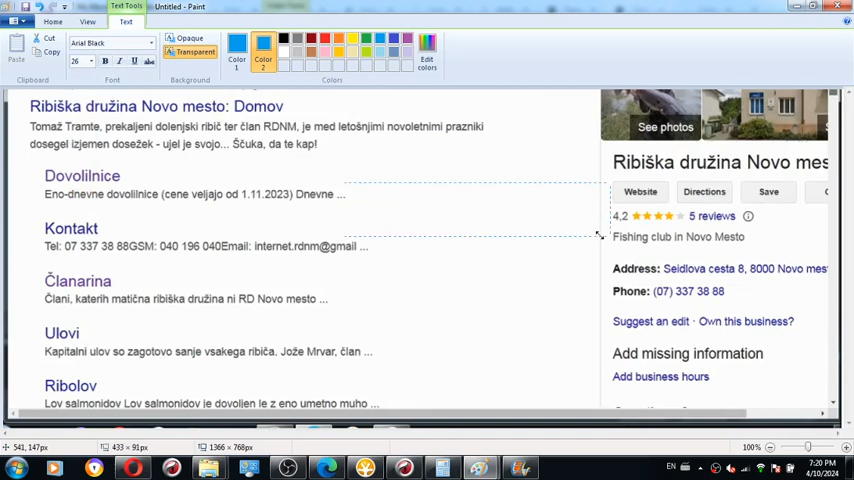 Text Tools
Untitled - Paint
Home
View
Text
Paste
Cut
Copy
Clipboard
Arial Black
26
B I U abc
Font
Opaque
Transparent
Background
Color 1
Color 2
Edit colors
Colors
Ribiška družina Novo mesto: Domov
Tomaž Tramte, prekaljeni dolenjski ribič ter član RDNM, je med letošnjimi novoletnimi prazniki
dosegel izjemen dosežek - ujel je svojo... Ščuka, da te kap!
Dovolilnice
Eno-dnevne dovolilnice (cene veljajo od 1.11.2023) Dnevne ...
Kontakt
Tel: 07 337 38 88GSM: 040 196 040Email: internet.rdnm@gmail ...
Članarina
Člani, katerih matična ribiška družina ni RD Novo mesto ...
Ulovi
Kapitalni ulov so zagotovo sanje vsakega ribiča. Jože Mrvar, član ...
Ribolov
Lov salmonidov Lov salmonidov je dovoljen le z eno umetno muho ...
See photos
S
Ribiška družina Novo mes
Website
Directions
Save
C
4,2
5 reviews
Fishing club in Novo Mesto
Address: Seidlova cesta 8, 8000 Novo mest
Phone: (07) 337 38 88
Suggest an edit · Own this business?
Add missing information
Add business hours
541, 147px
433 × 91px
1366 × 768px
100%
EN
7:20 PM
4/10/2024